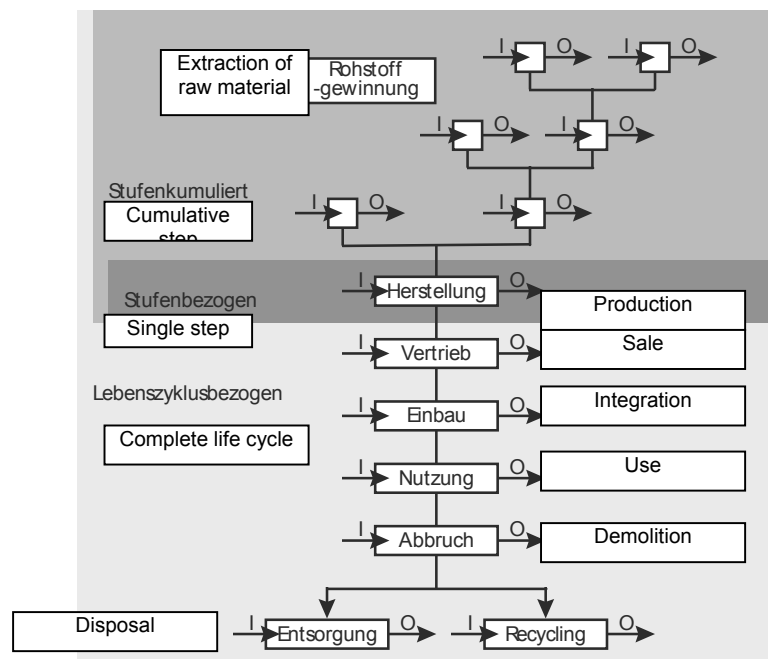 I O I O
Extraction of
raw material
Rohstoff
-gewinnung
I O I O
Stufenkumuliert
Cumulative
step
I O I O
Stufenbezogen
Single step
I Herstellung O
Production
I Vertrieb O
Sale
Lebenszyklusbezogen
Complete life cycle
I Einbau O
Integration
I Nutzung O
Use
I Abbruch O
Demolition
Disposal
I Entsorgung O
I Recycling O